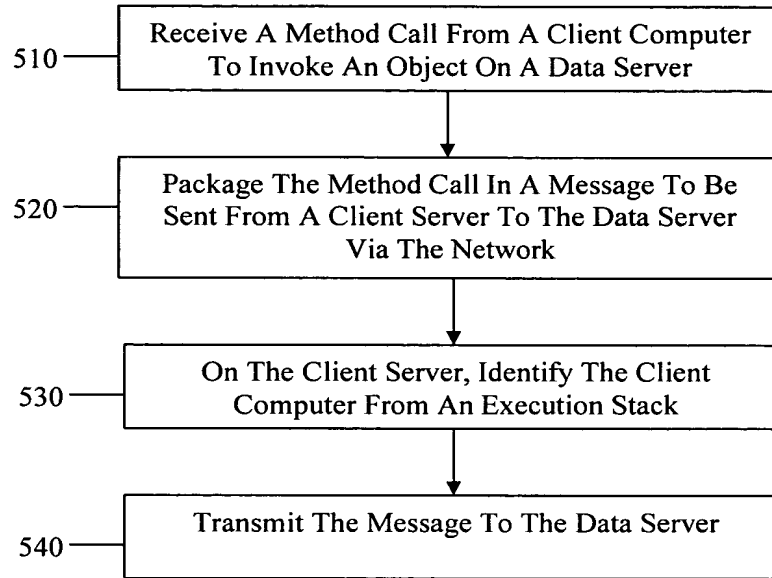 510
Receive A Method Call From A Client Computer
To Invoke An Object On A Data Server
520
Package The Method Call In A Message To Be
Sent From A Client Server To The Data Server
Via The Network
530
On The Client Server, Identify The Client
Computer From An Execution Stack
540
Transmit The Message To The Data Server